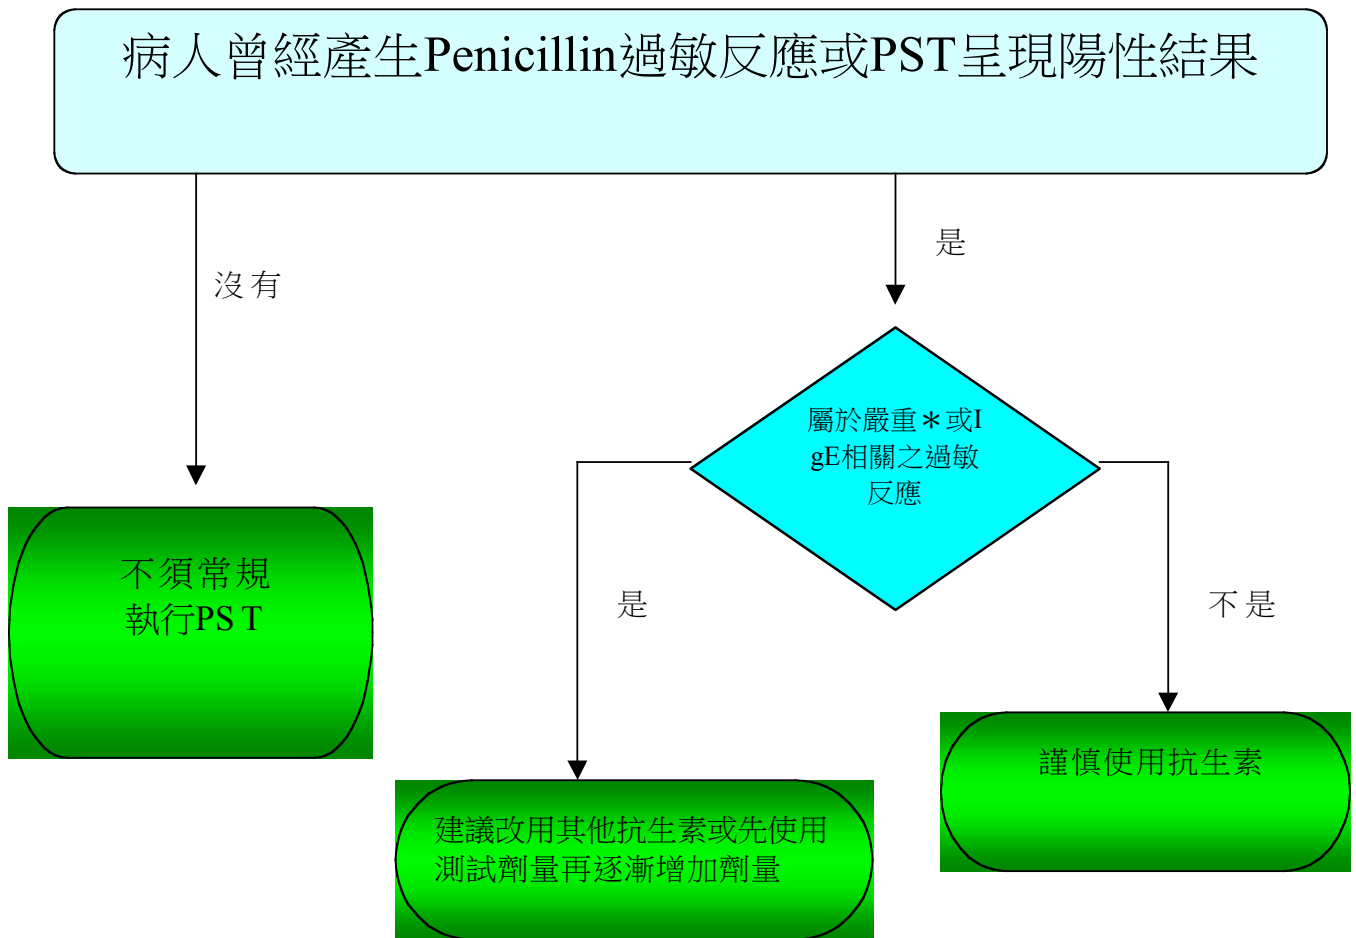 病人曾經產生Penicillin過敏反應或PST呈現陽性結果
是
沒有
屬於嚴重＊或I
gE相關之過敏
反應
不須常規
執行PS T
是
不是
謹慎使用抗生素
建議改用其他抗生素或先使用
測試劑量再逐漸增加劑量